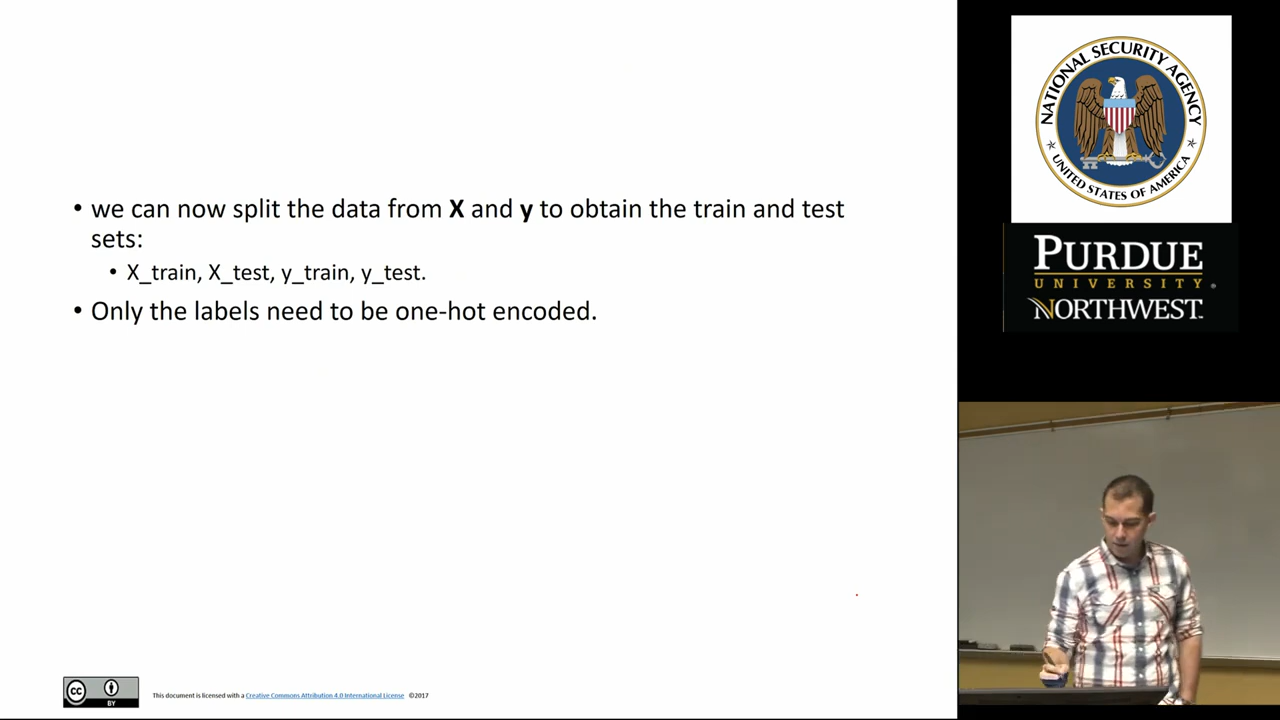 • we can now split the data from X and y to obtain the train and test
sets:
• X_train, X_test, y_train, y_test.
• Only the labels need to be one-hot encoded.
BY
This document is licensed with a Creative Commons Attribution 4.0 International License ©2017
NATIONAL SECURITY AGENCY
UNITED STATES OF AMERICA
PURDUE
UNIVERSITY®
NORTHWEST™